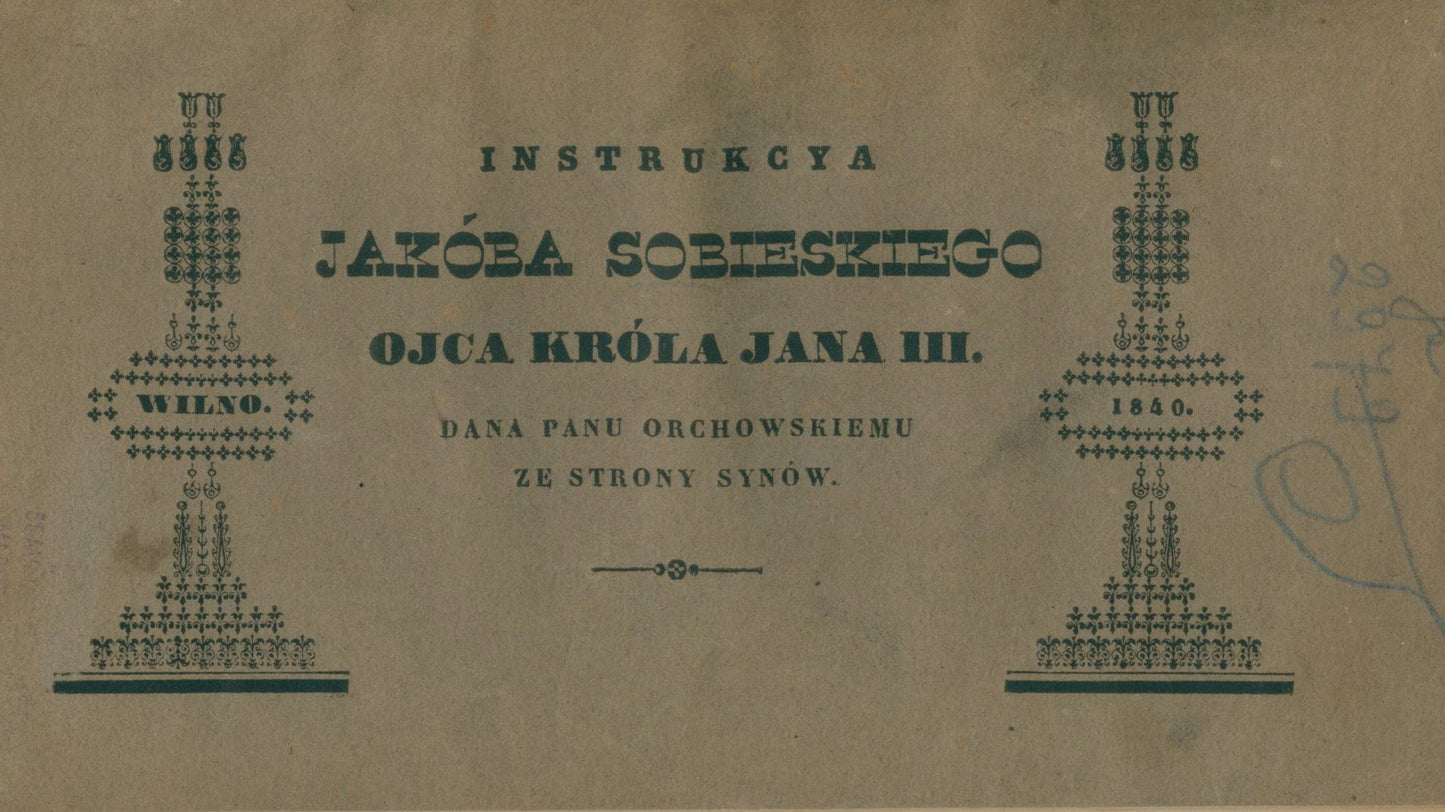 INSTRUKCYA
JAKÓBA SOBIESKIEGO
OJCA KRÓLA JANA III.
DANA PANU ORCHOWSKIEMU
ZE STRONY SYNÓW.
WILNO.
1840.